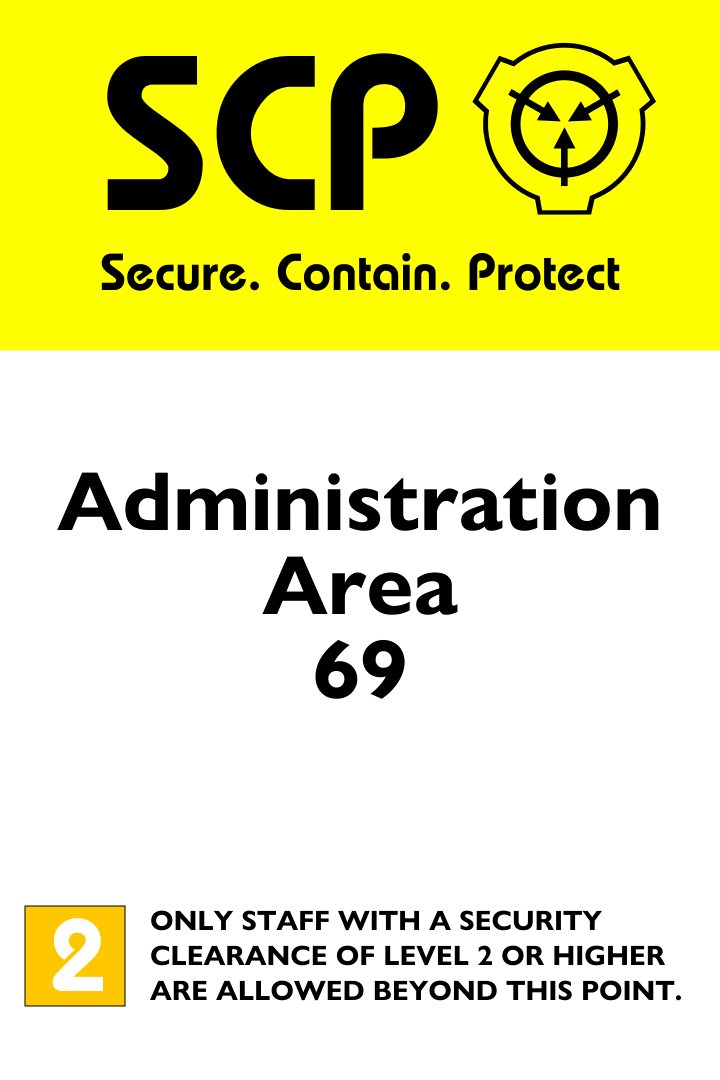 SCP
Secure. Contain. Protect
Administration
Area
69
2
ONLY STAFF WITH A SECURITY
CLEARANCE OF LEVEL 2 OR HIGHER
ARE ALLOWED BEYOND THIS POINT.